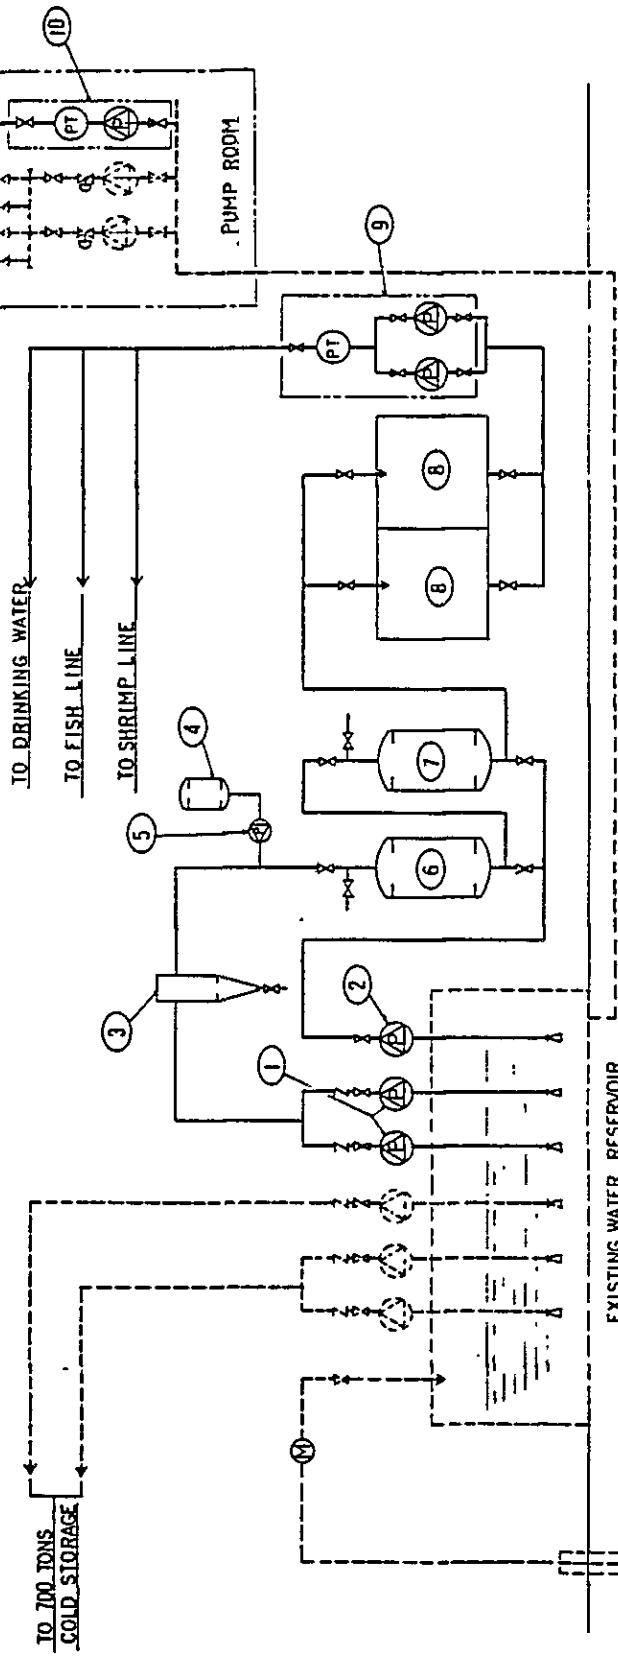 TO 700 TONS
COLD STORAGE
TO DRINKING WATER
TO FISH LINE
TO SHRIMP LINE
10
PT
P
PUMP ROOM
9
PT
P
P
8
8
7
6
5
P
4
3
2
1
P
P
P
M
EXISTING WATER RESERVOIR